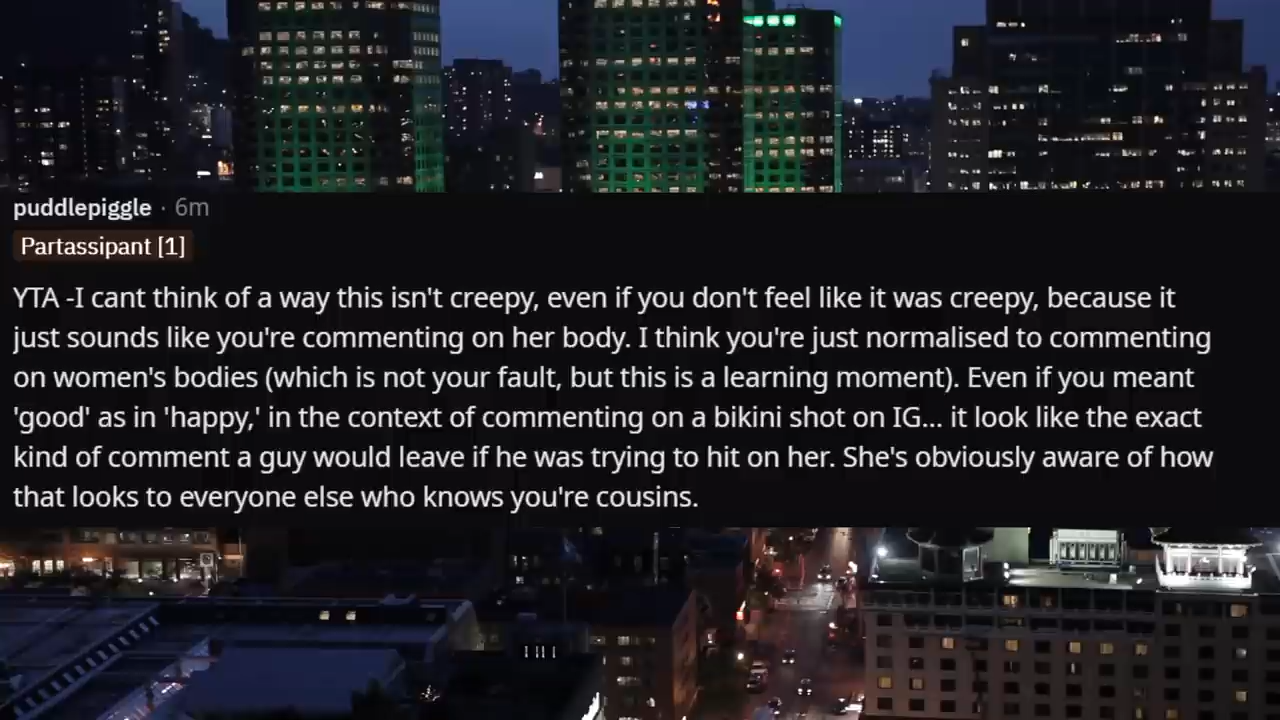 puddlepiggle · 6m
Partassipant [1]
YTA -I cant think of a way this isn't creepy, even if you don't feel like it was creepy, because it
just sounds like you're commenting on her body. I think you're just normalised to commenting
on women's bodies (which is not your fault, but this is a learning moment). Even if you meant
'good' as in 'happy,' in the context of commenting on a bikini shot on IG... it look like the exact
kind of comment a guy would leave if he was trying to hit on her. She's obviously aware of how
that looks to everyone else who knows you're cousins.